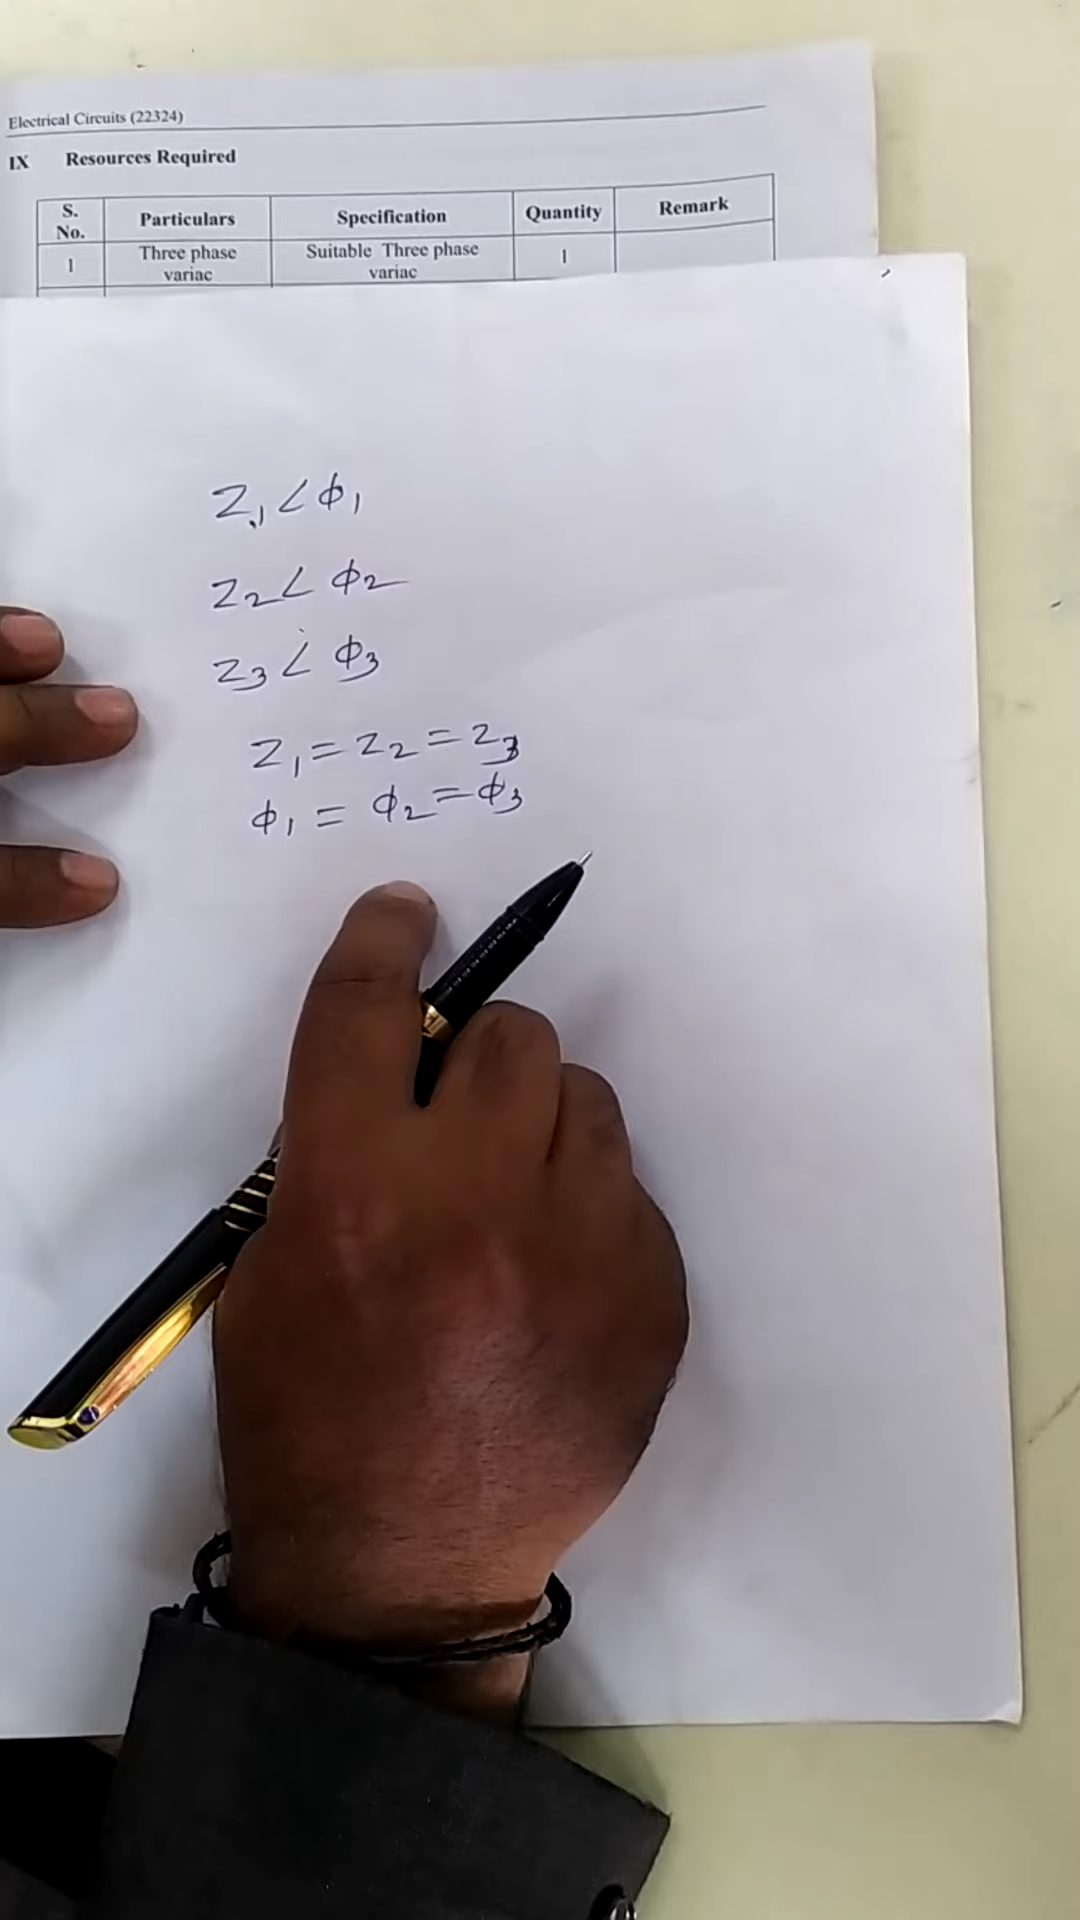 Electrical Circuits (22324)
IX Resources Required
S. No. Particulars Specification Quantity Remark
1 Three phase variac Suitable Three phase variac 1
Z₁∠ϕ₁
Z₂∠ϕ₂
Z₃∠ϕ₃
Z₁=Z₂=Z₃
ϕ₁=ϕ₂=ϕ₃